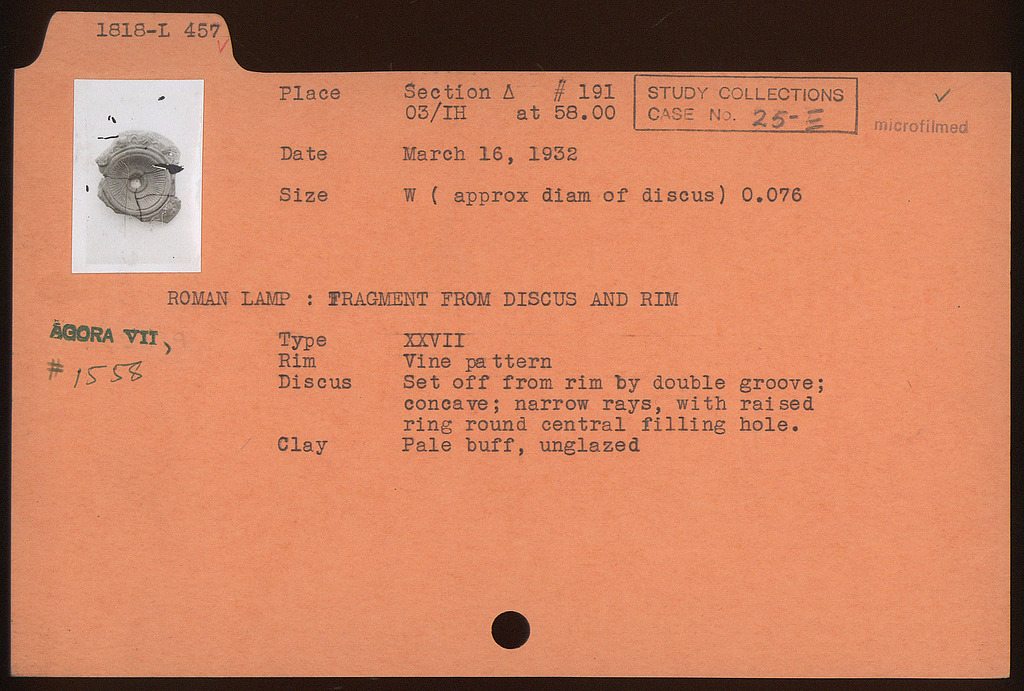 1818-L 457
Place Section Δ # 191
03/IH at 58.00
STUDY COLLECTIONS
CASE No. 25-Ξ
microfilmed
Date March 16, 1932
Size W ( approx diam of discus) 0.076
ROMAN LAMP : FRAGMENT FROM DISCUS AND RIM
AGORA VII,
# 1558
Type XXVII
Rim Vine pattern
Discus Set off from rim by double groove;
concave; narrow rays, with raised
ring round central filling hole.
Clay Pale buff, unglazed